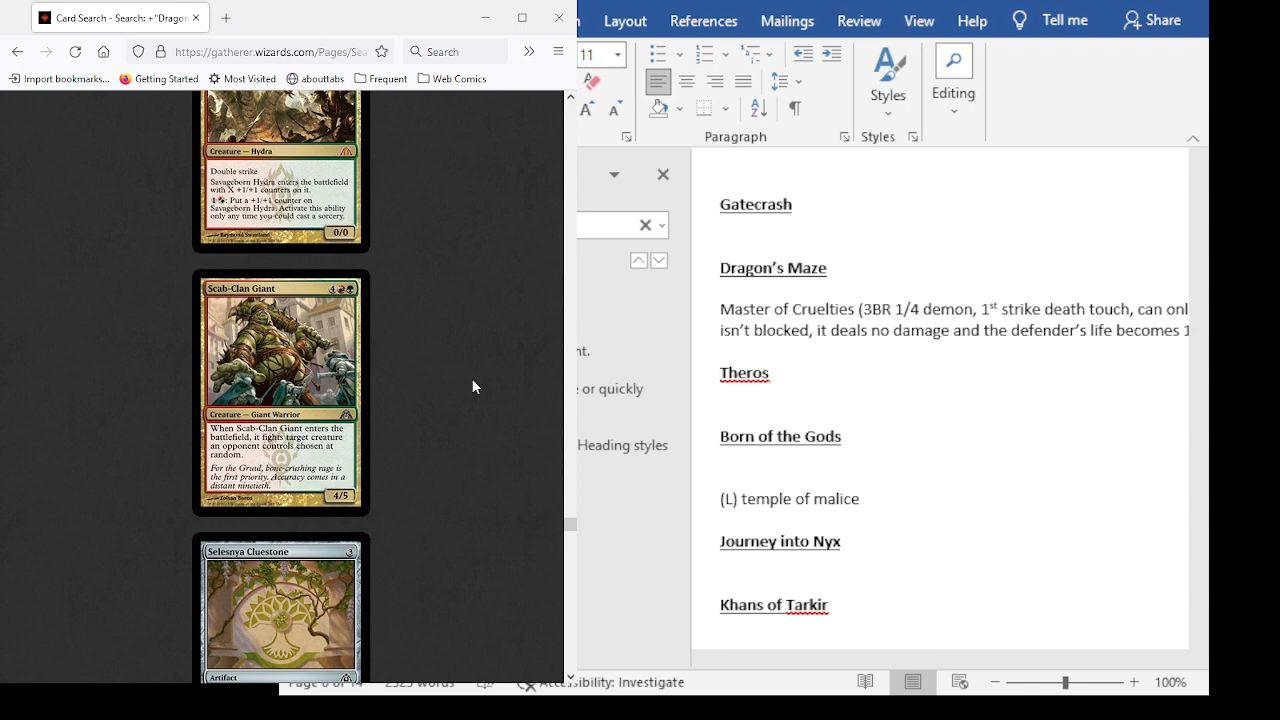 Card Search - Search: +"Dragon
https://gatherer.wizards.com/Pages/Sea
Search
Import bookmarks...
Getting Started
Most Visited
abouttabs
Frequent
Web Comics
Creature — Hydra
Double strike
Savageborn Hydra enters the battlefield
with X +1/+1 counters on it.
1 : Put a +1/+1 counter on
Savageborn Hydra. Activate this ability
only any time you could cast a sorcery.
Raymond Swanland
0/0
Scab-Clan Giant 4
Creature — Giant Warrior
When Scab-Clan Giant enters the
battlefield, it fights target creature
an opponent controls chosen at
random.
For the Gruul, bone-crushing rage is
the first priority. Accuracy comes in a
distant ninetieth.
Zoltan Boros
4/5
Selesnya Cluestone 3
Artifact
Layout
References
Mailings
Review
View
Help
Tell me
Share
11
Paragraph
Styles
Styles
Editing
nt.
e or quickly
Heading styles
Gatecrash
Dragon's Maze
Master of Cruelties (3BR 1/4 demon, 1st strike death touch, can onl
isn't blocked, it deals no damage and the defender's life becomes 1
Theros
Born of the Gods
(L) temple of malice
Journey into Nyx
Khans of Tarkir
ibility: Investigate
100%